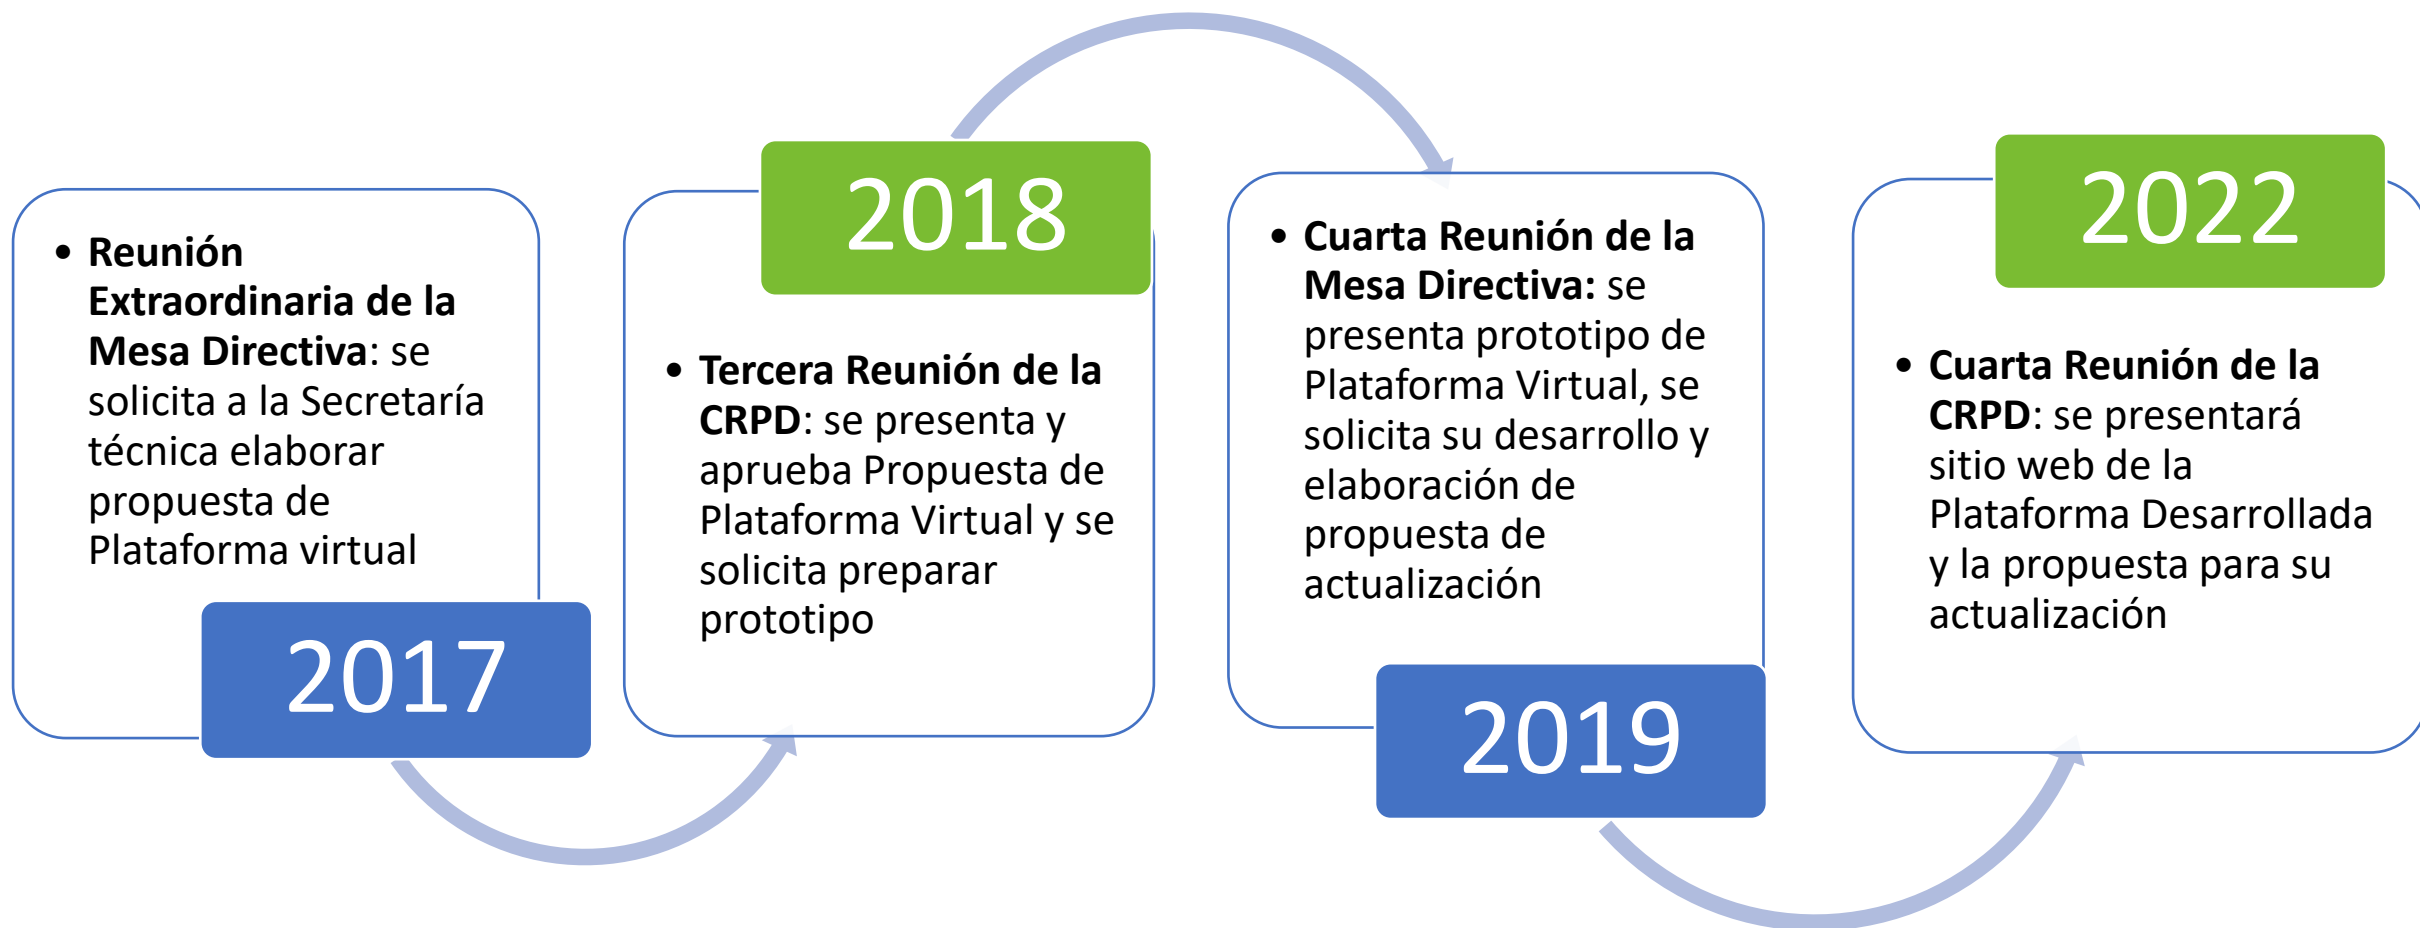 • Reunión
Extraordinaria de la
Mesa Directiva: se
solicita a la Secretaría
técnica elaborar
propuesta de
Plataforma virtual
2017
2018
• Tercera Reunión de la
CRPD: se presenta y
aprueba Propuesta de
Plataforma Virtual y se
solicita preparar
prototipo
• Cuarta Reunión de la
Mesa Directiva: se
presenta prototipo de
Plataforma Virtual, se
solicita su desarrollo y
elaboración de
propuesta de
actualización
2019
2022
• Cuarta Reunión de la
CRPD: se presentará
sitio web de la
Plataforma Desarrollada
y la propuesta para su
actualización